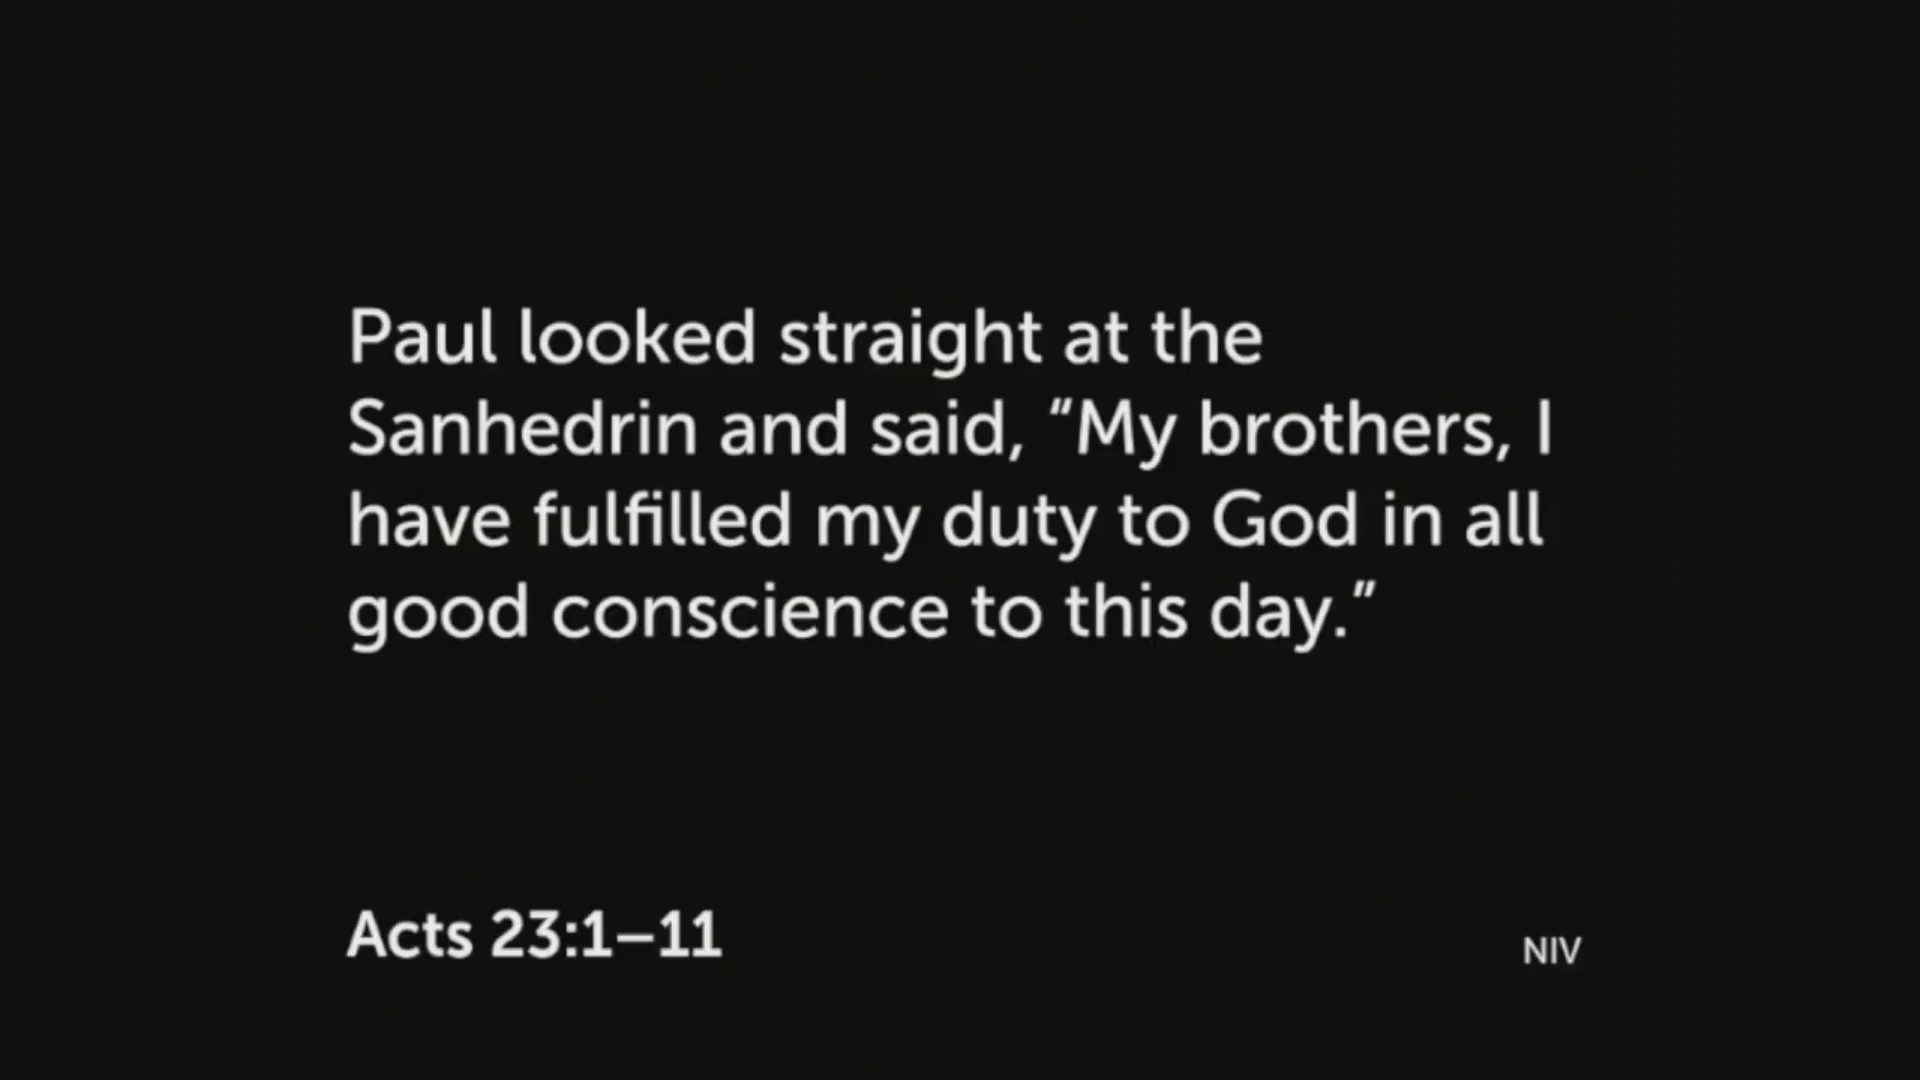 Paul looked straight at the
Sanhedrin and said, “My brothers, I
have fulfilled my duty to God in all
good conscience to this day.”
Acts 23:1–11
NIV